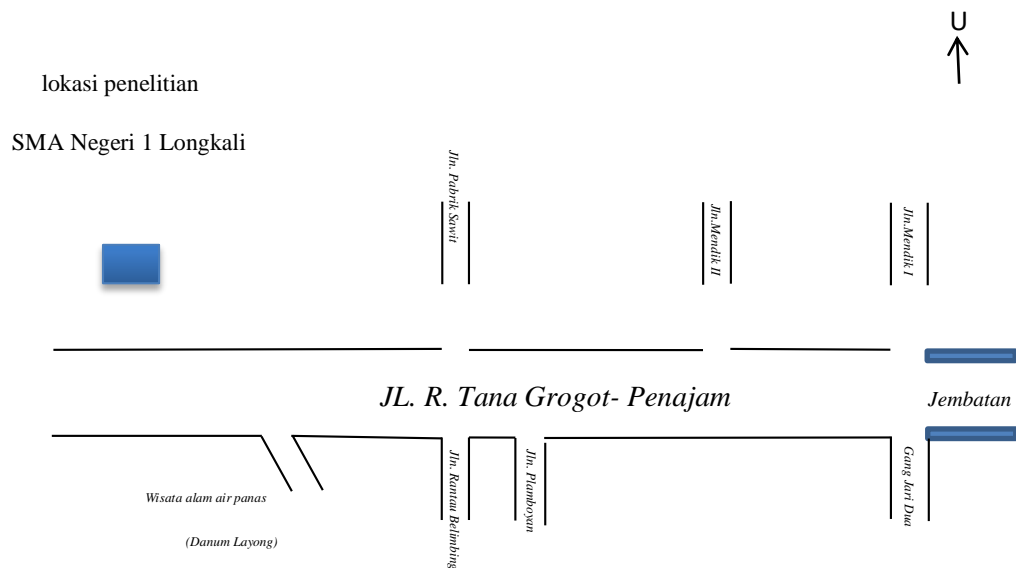 U
lokasi penelitian
SMA Negeri 1 Longkali
Jln. Pabrik Sawit
Jln.Mendik II
Jln.Mendik I
JL. R. Tana Grogot- Penajam
Jembatan
Jln. Rantau Belimbing
Jln. Plamboyan
Gang Jari Dua
Wisata alam air panas
(Danum Layong)